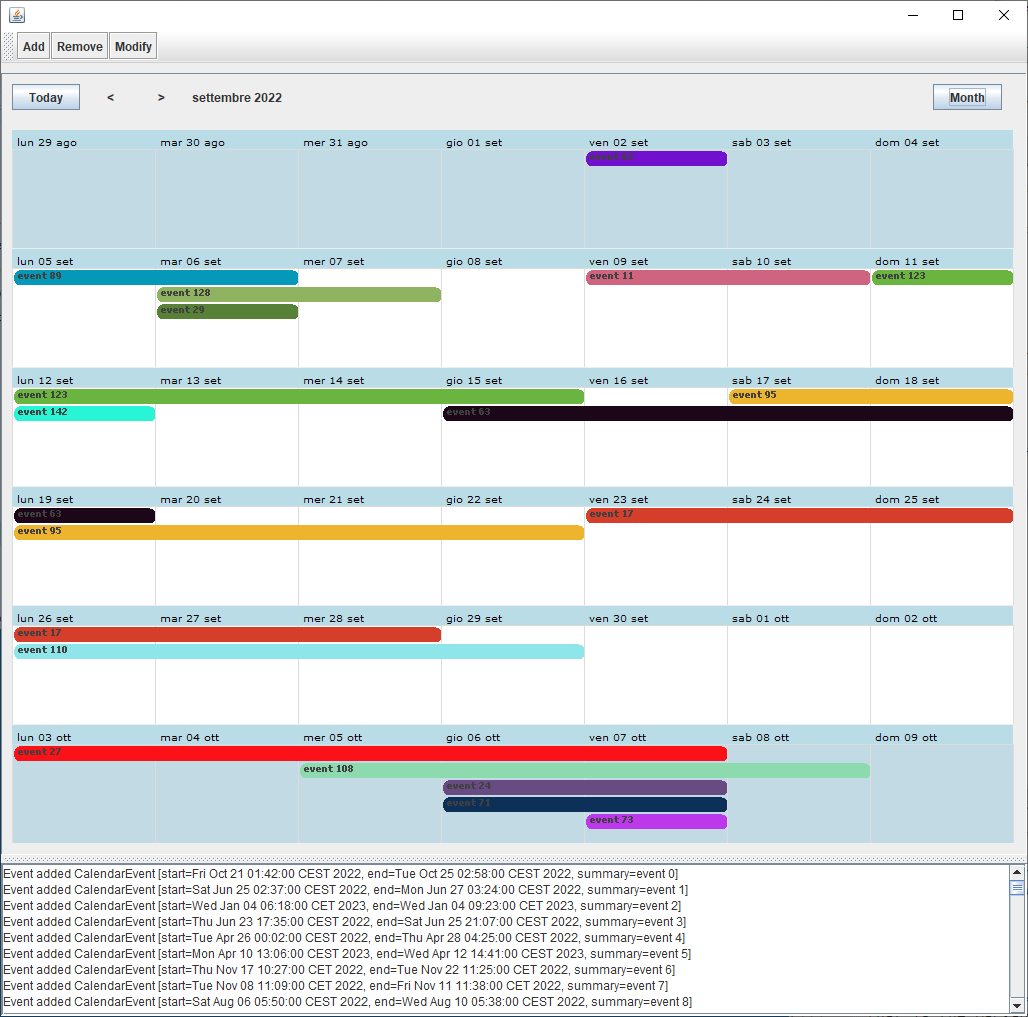 Add Remove Modify
Today < > settembre 2022 Month
lun 29 ago mar 30 ago mer 31 ago gio 01 set ven 02 set sab 03 set dom 04 set
event
lun 05 set mar 06 set mer 07 set gio 08 set ven 09 set sab 10 set dom 11 set
event 89 event 11 event 123
event 128
event 29
lun 12 set mar 13 set mer 14 set gio 15 set ven 16 set sab 17 set dom 18 set
event 123 event 95
event 142 event 63
lun 19 set mar 20 set mer 21 set gio 22 set ven 23 set sab 24 set dom 25 set
event 63 event 17
event 95
lun 26 set mar 27 set mer 28 set gio 29 set ven 30 set sab 01 ott dom 02 ott
event 17
event 110
lun 03 ott mar 04 ott mer 05 ott gio 06 ott ven 07 ott sab 08 ott dom 09 ott
event 27
event 108
event 24
event 71
event 73
Event added CalendarEvent [start=Fri Oct 21 01:42:00 CEST 2022, end=Tue Oct 25 02:58:00 CEST 2022, summary=event 0]
Event added CalendarEvent [start=Sat Jun 25 02:37:00 CEST 2022, end=Mon Jun 27 03:24:00 CEST 2022, summary=event 1]
Event added CalendarEvent [start=Wed Jan 04 06:18:00 CET 2023, end=Wed Jan 04 09:23:00 CET 2023, summary=event 2]
Event added CalendarEvent [start=Thu Jun 23 17:35:00 CEST 2022, end=Sat Jun 25 21:07:00 CEST 2022, summary=event 3]
Event added CalendarEvent [start=Tue Apr 26 00:02:00 CEST 2022, end=Thu Apr 28 04:25:00 CEST 2022, summary=event 4]
Event added CalendarEvent [start=Mon Apr 10 13:06:00 CEST 2023, end=Wed Apr 12 14:41:00 CEST 2023, summary=event 5]
Event added CalendarEvent [start=Thu Nov 17 10:27:00 CET 2022, end=Tue Nov 22 11:25:00 CET 2022, summary=event 6]
Event added CalendarEvent [start=Tue Nov 08 11:09:00 CET 2022, end=Fri Nov 11 11:38:00 CET 2022, summary=event 7]
Event added CalendarEvent [start=Sat Aug 06 05:50:00 CEST 2022, end=Wed Aug 10 05:38:00 CEST 2022, summary=event 8]